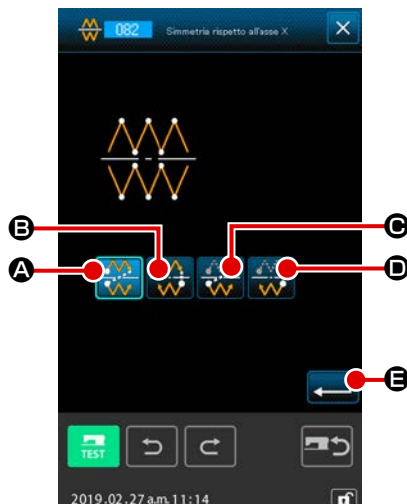 082 Simmetria rispetto all'asse X
B
C
A
D
E
TEST
2019.02.27 a.m. 11:14